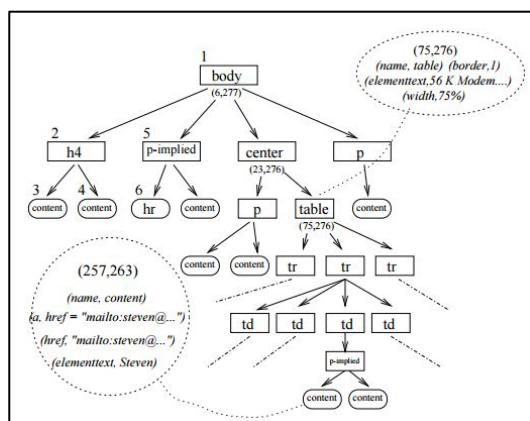 1
body
(6,277)
(75,276)
(name, table) (border,1)
(elementtext,56 K Modem....)
(width,75%)
2
h4
5
p-implied
center
(23,276)
p
3
content
4
content
6
hr
content
p
table
(75,276)
content
content
content
tr
tr
tr
(257,263)
(name, content)
(a, href = "mailto:steven@...")
(href, "mailto:steven@...")
(elementtext, Steven)
td
td
td
td
p-implied
content
content